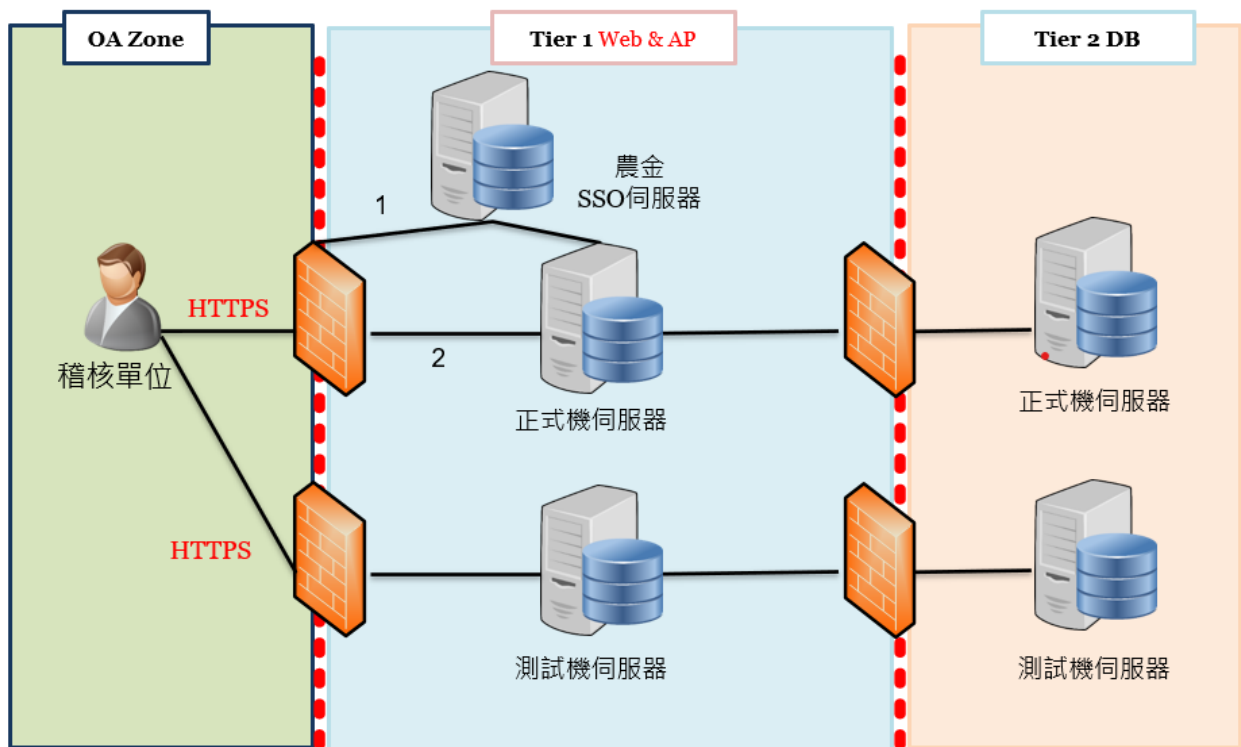 OA Zone
Tier 1 Web & AP
Tier 2 DB
農金
SSO伺服器
1
HTTPS
2
稽核單位
正式機伺服器
正式機伺服器
HTTPS
測試機伺服器
測試機伺服器